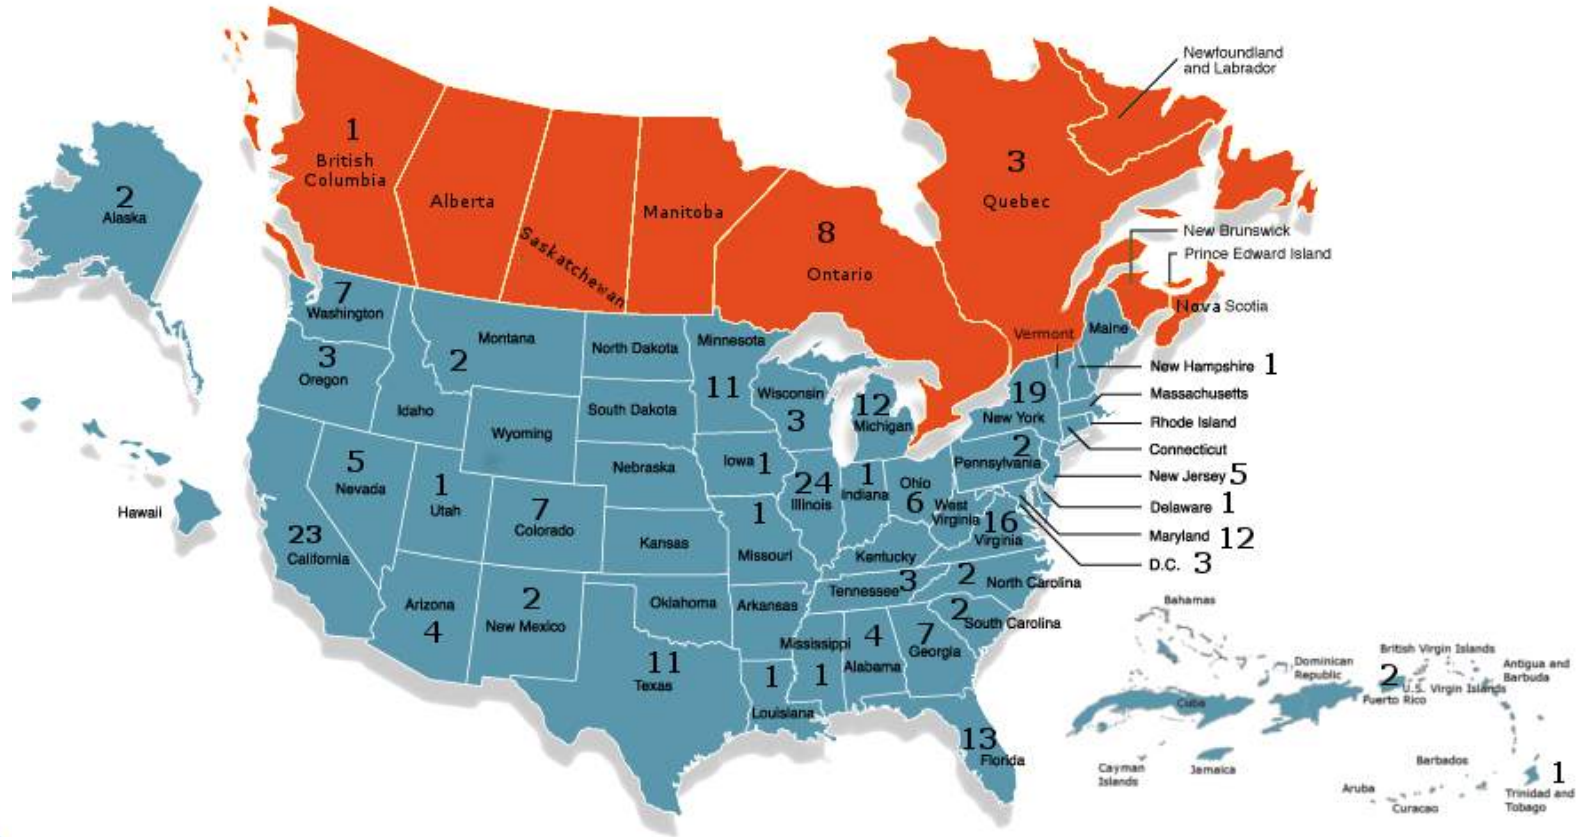 Newfoundland
and Labrador
1
British
Columbia
Alberta
Saskatchewan
Manitoba
8
Ontario
3
Quebec
New Brunswick
Prince Edward Island
Nova Scotia
2
Alaska
Hawaii
7
Washington
3
Oregon
2
Montana
Idaho
Wyoming
North Dakota
South Dakota
Nebraska
Kansas
Minnesota
11
Wisconsin
3
12
Michigan
Vermont
Maine
New Hampshire 1
Massachusetts
Rhode Island
Connecticut
New Jersey 5
Delaware 1
Maryland 12
D.C. 3
19
New York
2
Pennsylvania
5
Nevada
1
Utah
7
Colorado
23
California
Iowa 1
24
Illinois
1
Indiana
Ohio
6
West
Virginia
16
Virginia
1
Missouri
Kentucky
Tennessee 3
2
North Carolina
2
South Carolina
Arizona
4
2
New Mexico
Oklahoma
Arkansas
11
Texas
1
Louisiana
Mississippi
1
4
Alabama
7
Georgia
13
Florida
Bahamas
Cuba
Cayman
Islands
Jamaica
Dominican
Republic
British Virgin Islands
2
U.S. Virgin Islands
Puerto Rico
Antigua and
Barbuda
Barbados
Aruba
Curacao
1
Trinidad and
Tobago